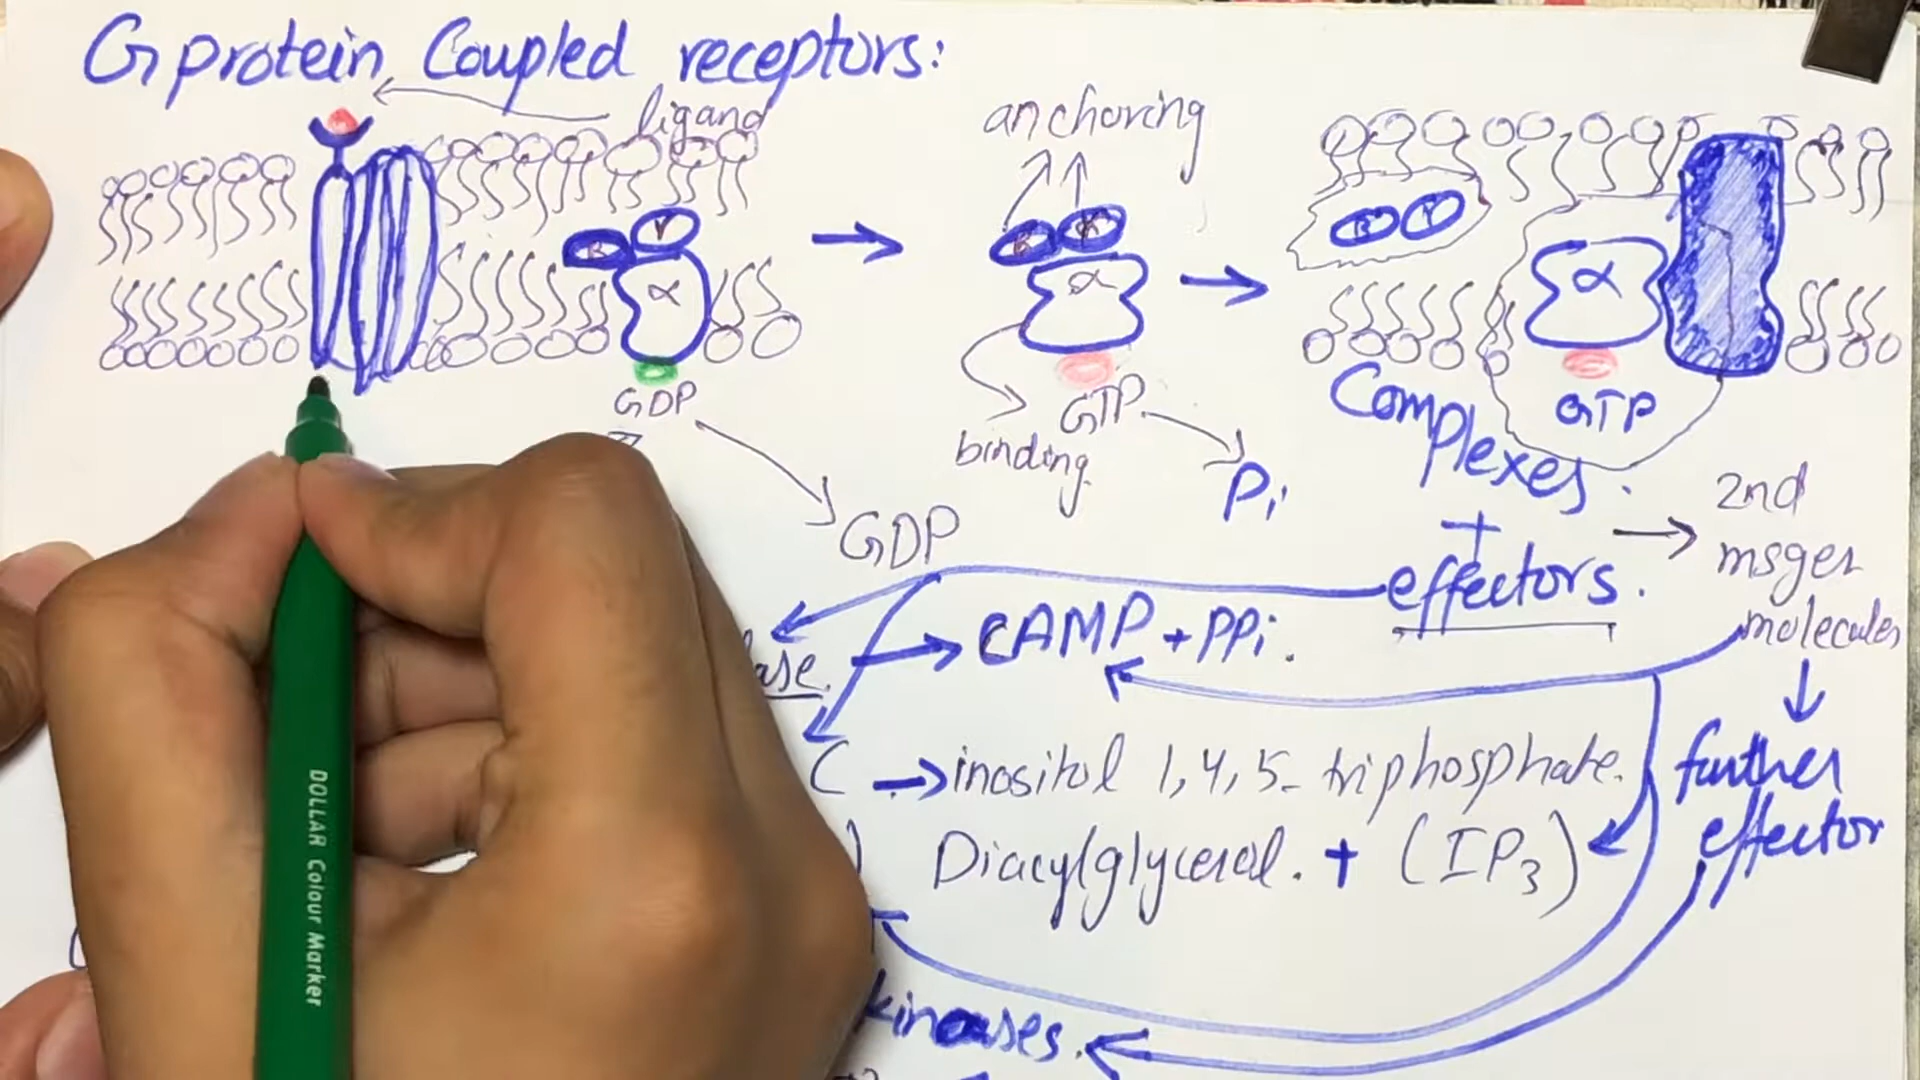 G protein Coupled receptors:
ligand
anchoring
α
GDP
α
GTP
binding
Pi
GDP
α
GTP
Complexes.
+
effectors.
2nd
msger
molecules
further
effector
lase.
CAMP + PPi.
C → inositol 1,4,5- triphosphate.
Diacylglycerol. + (IP3)
kinases.
DOLLAR Colour Marker